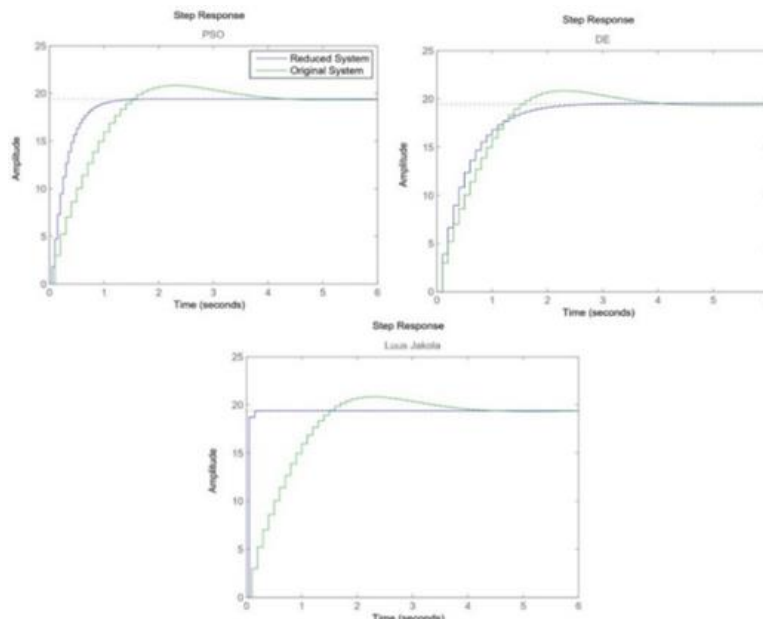 Step Response
PSO
25
20
15
10
5
0
Amplitude
Reduced System
Original System
0 1 2 3 4 5 6
Time (seconds)
Step Response
DE
25
20
15
10
5
0
Amplitude
0 1 2 3 4 5
Time (seconds)
Step Response
Luus Jakola
25
20
15
10
5
0
Amplitude
0 1 2 3 4 5 6
Time (seconds)